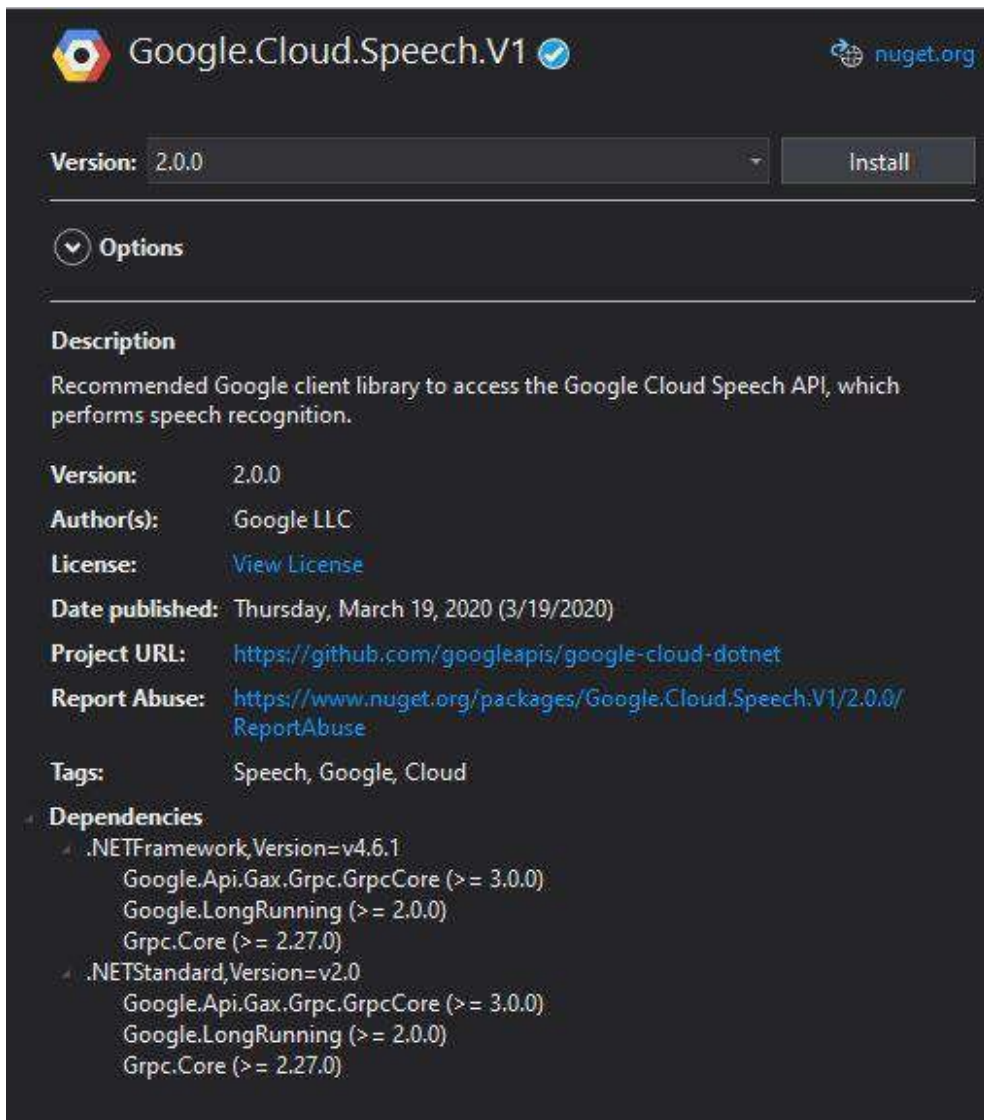 Google.Cloud.Speech.V1
nuget.org
Version: 2.0.0
Install
Options
Description
Recommended Google client library to access the Google Cloud Speech API, which
performs speech recognition.
Version: 2.0.0
Author(s): Google LLC
License: View License
Date published: Thursday, March 19, 2020 (3/19/2020)
Project URL: https://github.com/googleapis/google-cloud-dotnet
Report Abuse: https://www.nuget.org/packages/Google.Cloud.Speech.V1/2.0.0/
ReportAbuse
Tags: Speech, Google, Cloud
Dependencies
.NETFramework,Version=v4.6.1
Google.Api.Gax.Grpc.GrpcCore (>= 3.0.0)
Google.LongRunning (>= 2.0.0)
Grpc.Core (>= 2.27.0)
.NETStandard,Version=v2.0
Google.Api.Gax.Grpc.GrpcCore (>= 3.0.0)
Google.LongRunning (>= 2.0.0)
Grpc.Core (>= 2.27.0)